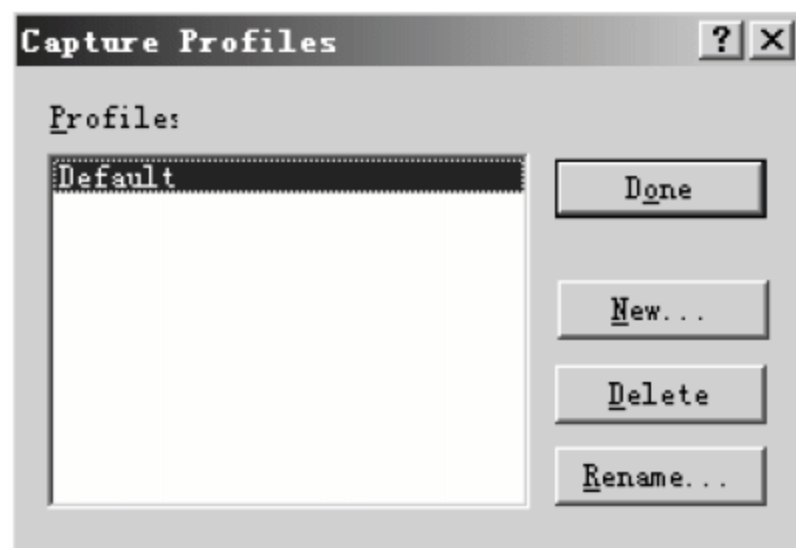 Capture Profiles
Profiles
Default
Done
New...
Delete
Rename...